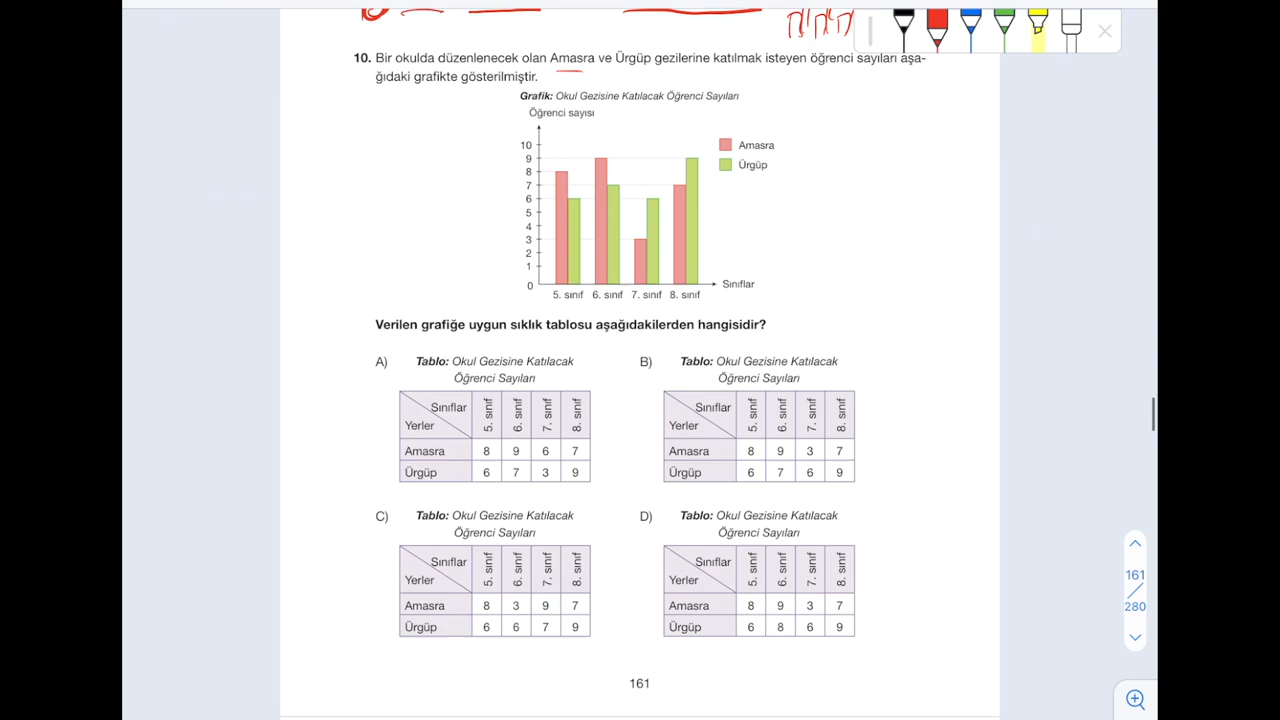 10. Bir okulda düzenlenecek olan Amasra ve Ürgüp gezilerine katılmak isteyen öğrenci sayıları aşa-
ğıdaki grafikte gösterilmiştir.
Grafik: Okul Gezisine Katılacak Öğrenci Sayıları
Öğrenci sayısı
10
9
8
7
6
5
4
3
2
1
0
5. sınıf 6. sınıf 7. sınıf 8. sınıf
Sınıflar
Amasra
Ürgüp
Verilen grafiğe uygun sıklık tablosu aşağıdakilerden hangisidir?
A) Tablo: Okul Gezisine Katılacak
Öğrenci Sayıları
Sınıflar 5. sınıf 6. sınıf 7. sınıf 8. sınıf
Yerler
Amasra 8 9 6 7
Ürgüp 6 7 3 9
B) Tablo: Okul Gezisine Katılacak
Öğrenci Sayıları
Sınıflar 5. sınıf 6. sınıf 7. sınıf 8. sınıf
Yerler
Amasra 8 9 3 7
Ürgüp 6 7 6 9
C) Tablo: Okul Gezisine Katılacak
Öğrenci Sayıları
Sınıflar 5. sınıf 6. sınıf 7. sınıf 8. sınıf
Yerler
Amasra 8 3 9 7
Ürgüp 6 6 7 9
D) Tablo: Okul Gezisine Katılacak
Öğrenci Sayıları
Sınıflar 5. sınıf 6. sınıf 7. sınıf 8. sınıf
Yerler
Amasra 8 9 3 7
Ürgüp 6 8 6 9
161
161
280